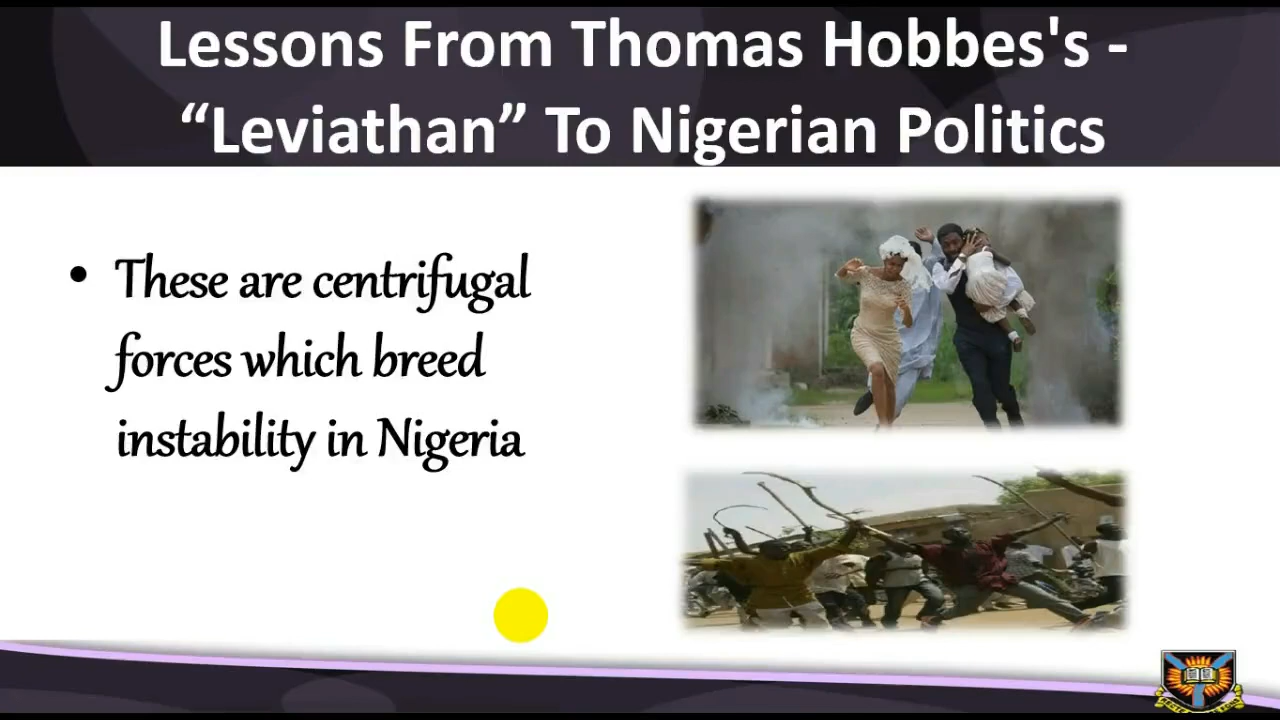 Lessons From Thomas Hobbes's -
“Leviathan” To Nigerian Politics
• These are centrifugal
forces which breed
instability in Nigeria